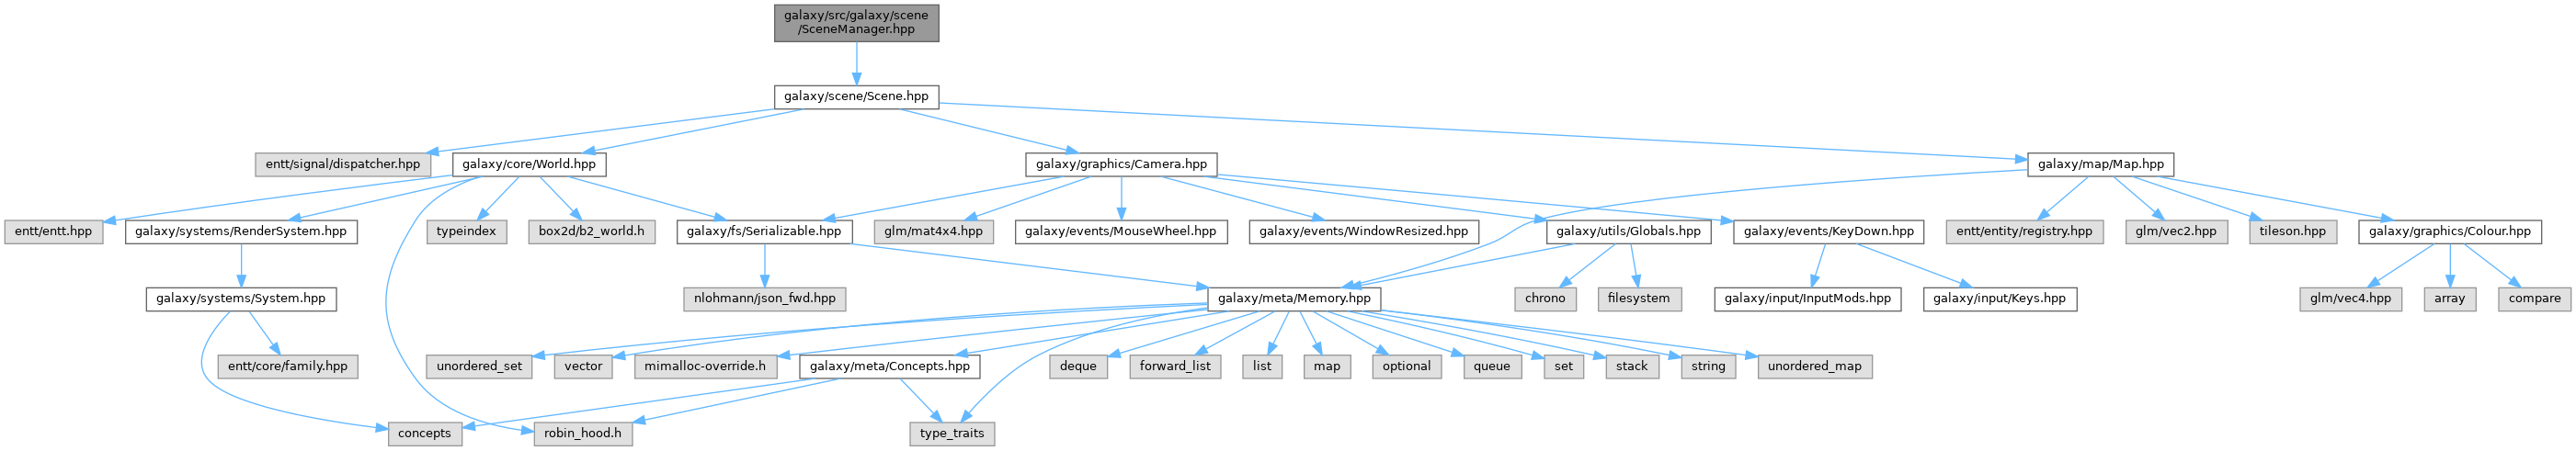 galaxy/src/galaxy/scene
/SceneManager.hpp
galaxy/scene/Scene.hpp
entt/signal/dispatcher.hpp
galaxy/core/World.hpp
galaxy/graphics/Camera.hpp
galaxy/map/Map.hpp
entt/entt.hpp
galaxy/systems/RenderSystem.hpp
typeindex
box2d/b2_world.h
galaxy/fs/Serializable.hpp
glm/mat4x4.hpp
galaxy/events/MouseWheel.hpp
galaxy/events/WindowResized.hpp
galaxy/utils/Globals.hpp
galaxy/events/KeyDown.hpp
entt/entity/registry.hpp
glm/vec2.hpp
tileson.hpp
galaxy/graphics/Colour.hpp
galaxy/systems/System.hpp
nlohmann/json_fwd.hpp
galaxy/meta/Memory.hpp
chrono
filesystem
galaxy/input/InputMods.hpp
galaxy/input/Keys.hpp
glm/vec4.hpp
array
compare
entt/core/family.hpp
unordered_set
vector
mimalloc-override.h
galaxy/meta/Concepts.hpp
deque
forward_list
list
map
optional
queue
set
stack
string
unordered_map
concepts
robin_hood.h
type_traits